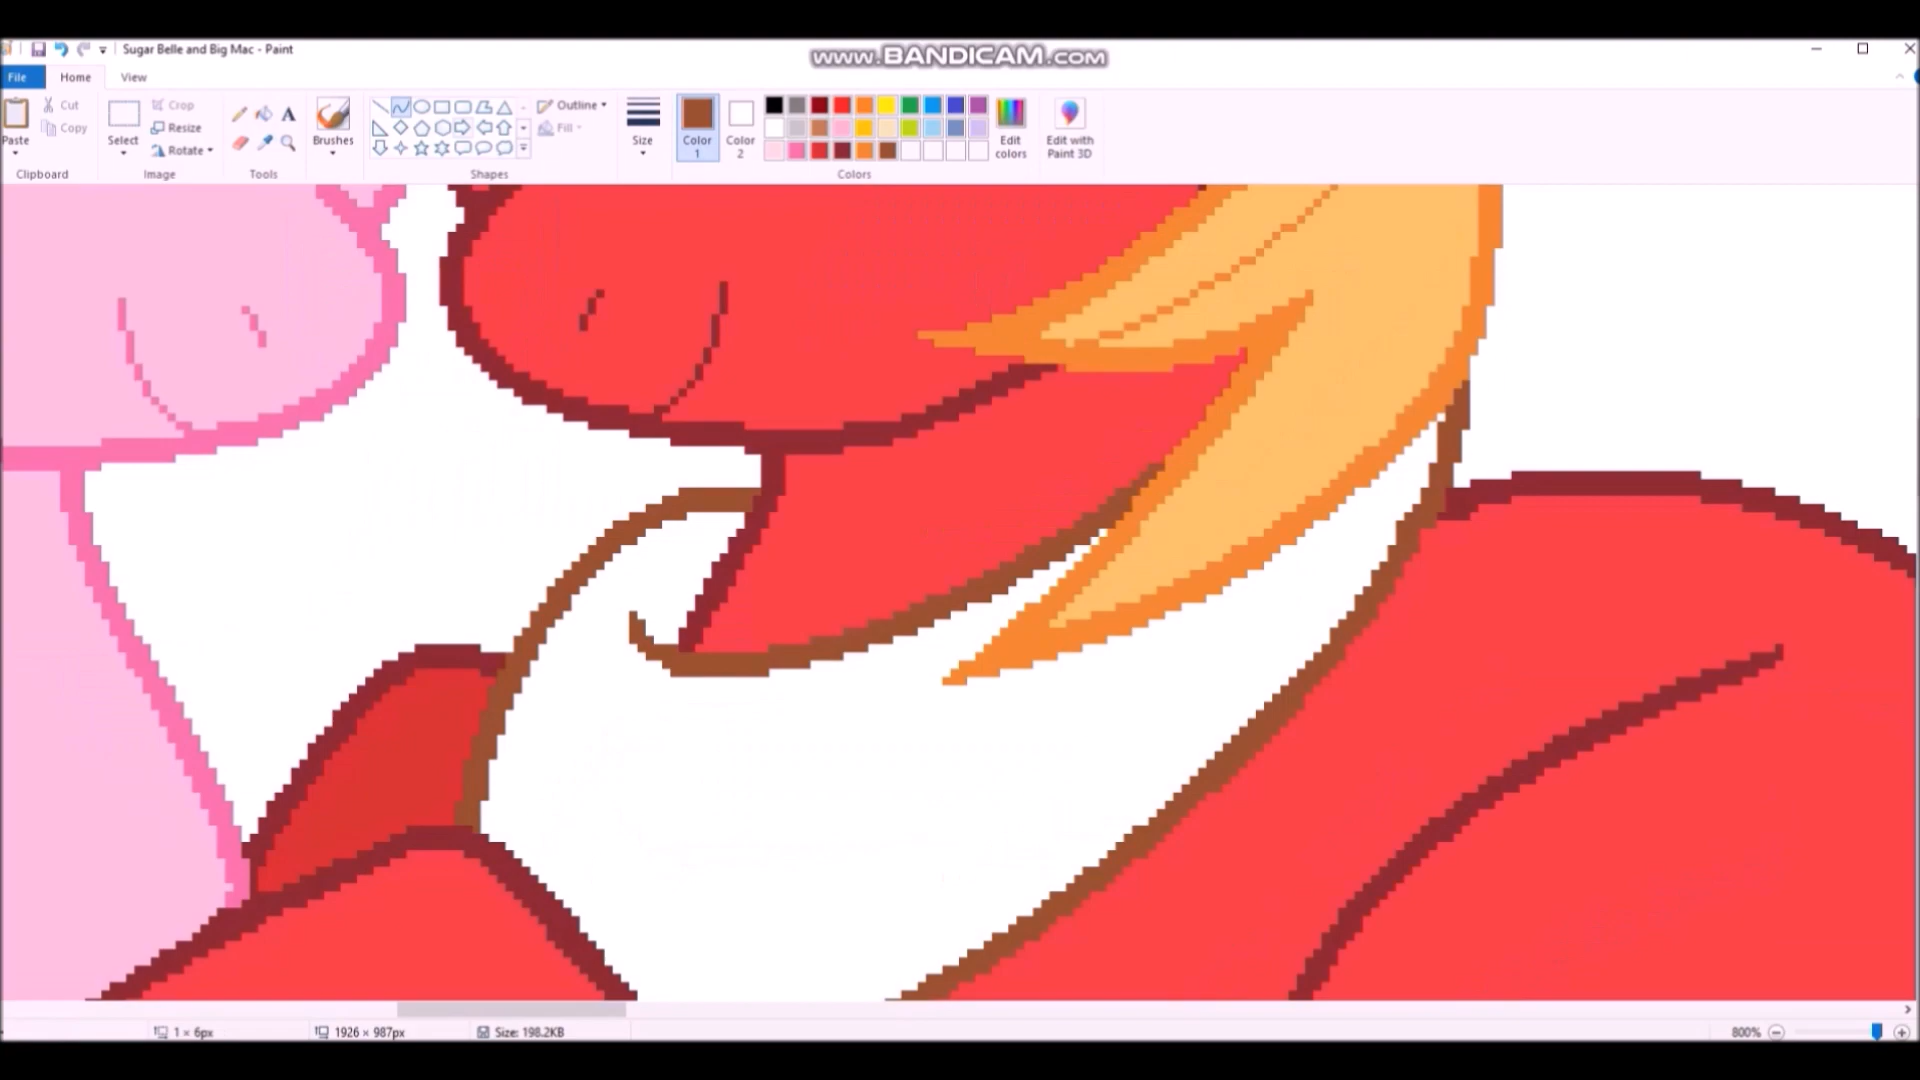 Sugar Belle and Big Mac - Paint
www.BANDICAM.com
File Home View
Paste
Cut
Copy
Clipboard
Select
Crop
Resize
Rotate
Image
A
Tools
Brushes
Outline
Fill
Shapes
Size
Color
1
Color
2
Edit
colors
Edit with
Paint 3D
Colors
1 × 6px
1926 × 987px
Size: 198.2KB
800%